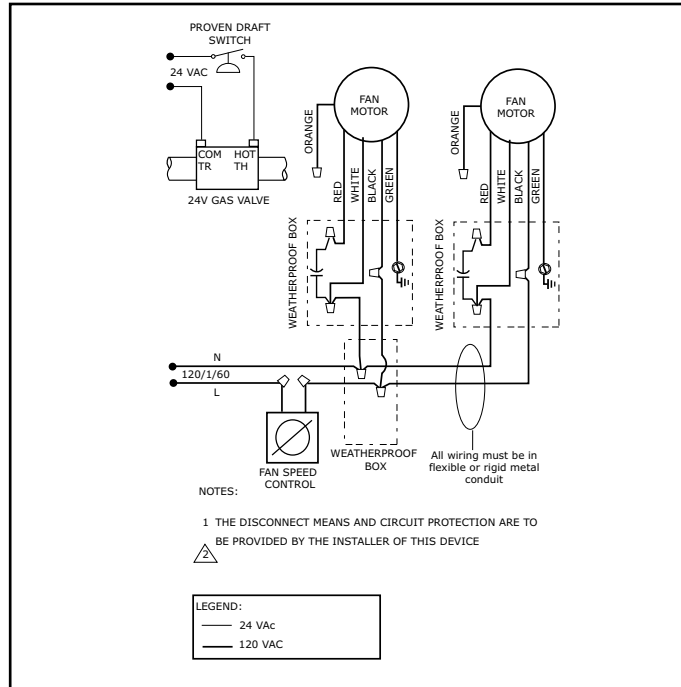 PROVEN DRAFT
SWITCH
24 VAC
COM
TR
HOT
TH
24V GAS VALVE
FAN
MOTOR
ORANGE
RED
WHITE
BLACK
GREEN
WEATHERPROOF BOX
FAN
MOTOR
ORANGE
RED
WHITE
BLACK
GREEN
WEATHERPROOF BOX
N
120/1/60
L
FAN SPEED
CONTROL
WEATHERPROOF
BOX
All wiring must be in
flexible or rigid metal
conduit
NOTES:
1 THE DISCONNECT MEANS AND CIRCUIT PROTECTION ARE TO
BE PROVIDED BY THE INSTALLER OF THIS DEVICE
2
LEGEND:
24 VAc
120 VAC